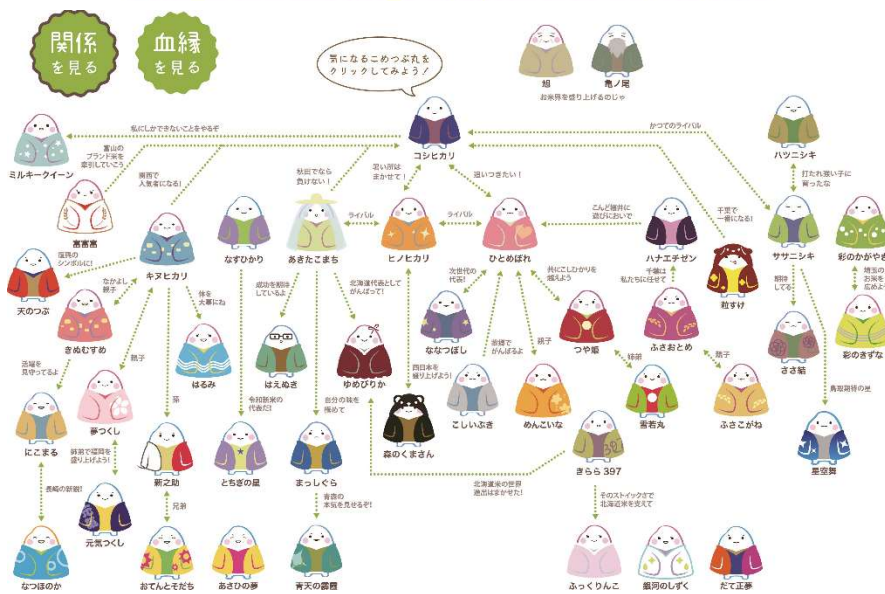 関係
を見る
血縁
を見る
気になるこめつぶ丸を
クリックしてみよう！
旭
亀ノ尾
お米界を盛り上げるのじゃ
私にしかできないことをやるぞ
かつてのライバル
ミルキークイーン
富山の
ブランド米を
牽引していこう
関西で
人気者になる！
秋田でなら
負けない！
暑い所は
まかせて！
追いつきたい！
コシヒカリ
ハツニシキ
打たれ強い子に
育ったな
富富富
キヌヒカリ
なすひかり
あきたこまち
ライバル
ヒノヒカリ
ライバル
ひとめぼれ
こんど福井に
遊びにおいで
ハナエチゼン
千葉で
一番になる！
粒すけ
ササニシキ
彩のかがやき
復興の
シンボルに！
天のつぶ
なかよし
親子
体を
大事にね
成功を期待
しているよ
北海道代表として
がんばって！
次世代の
代表！
共にこしひかりを
越えよう
千葉は
私たちに任せて
期待
してる
埼玉の
お米を
広めよう
きぬむすめ
はるみ
はえぬき
ゆめぴりか
ななつぼし
つや姫
ふさおとめ
ささ結
彩のきずな
活躍を
見守ってるよ
親子
故郷で
がんばるよ
親子
姉弟
親子
鳥取期待の星
にこまる
夢つくし
令和新米の
代表だ！
自分の味を
極めて
西日本を
盛り上げよう！
こしいぶき
めんこいな
雪若丸
ふさこがね
姉弟で福岡を
盛り上げよう！
新之助
とちぎの星
まっしぐら
森のくまさん
きらら397
星空舞
長崎の新鋭！
元気つくし
兄弟
青森の
本気を見せるぞ！
北海道米の世界
進出はまかせた！
そのストイックさで
北海道米を支えて
なつほのか
おてんとそだち
あさひの夢
青天の霹靂
ふっくりんこ
銀河のしずく
だて正夢